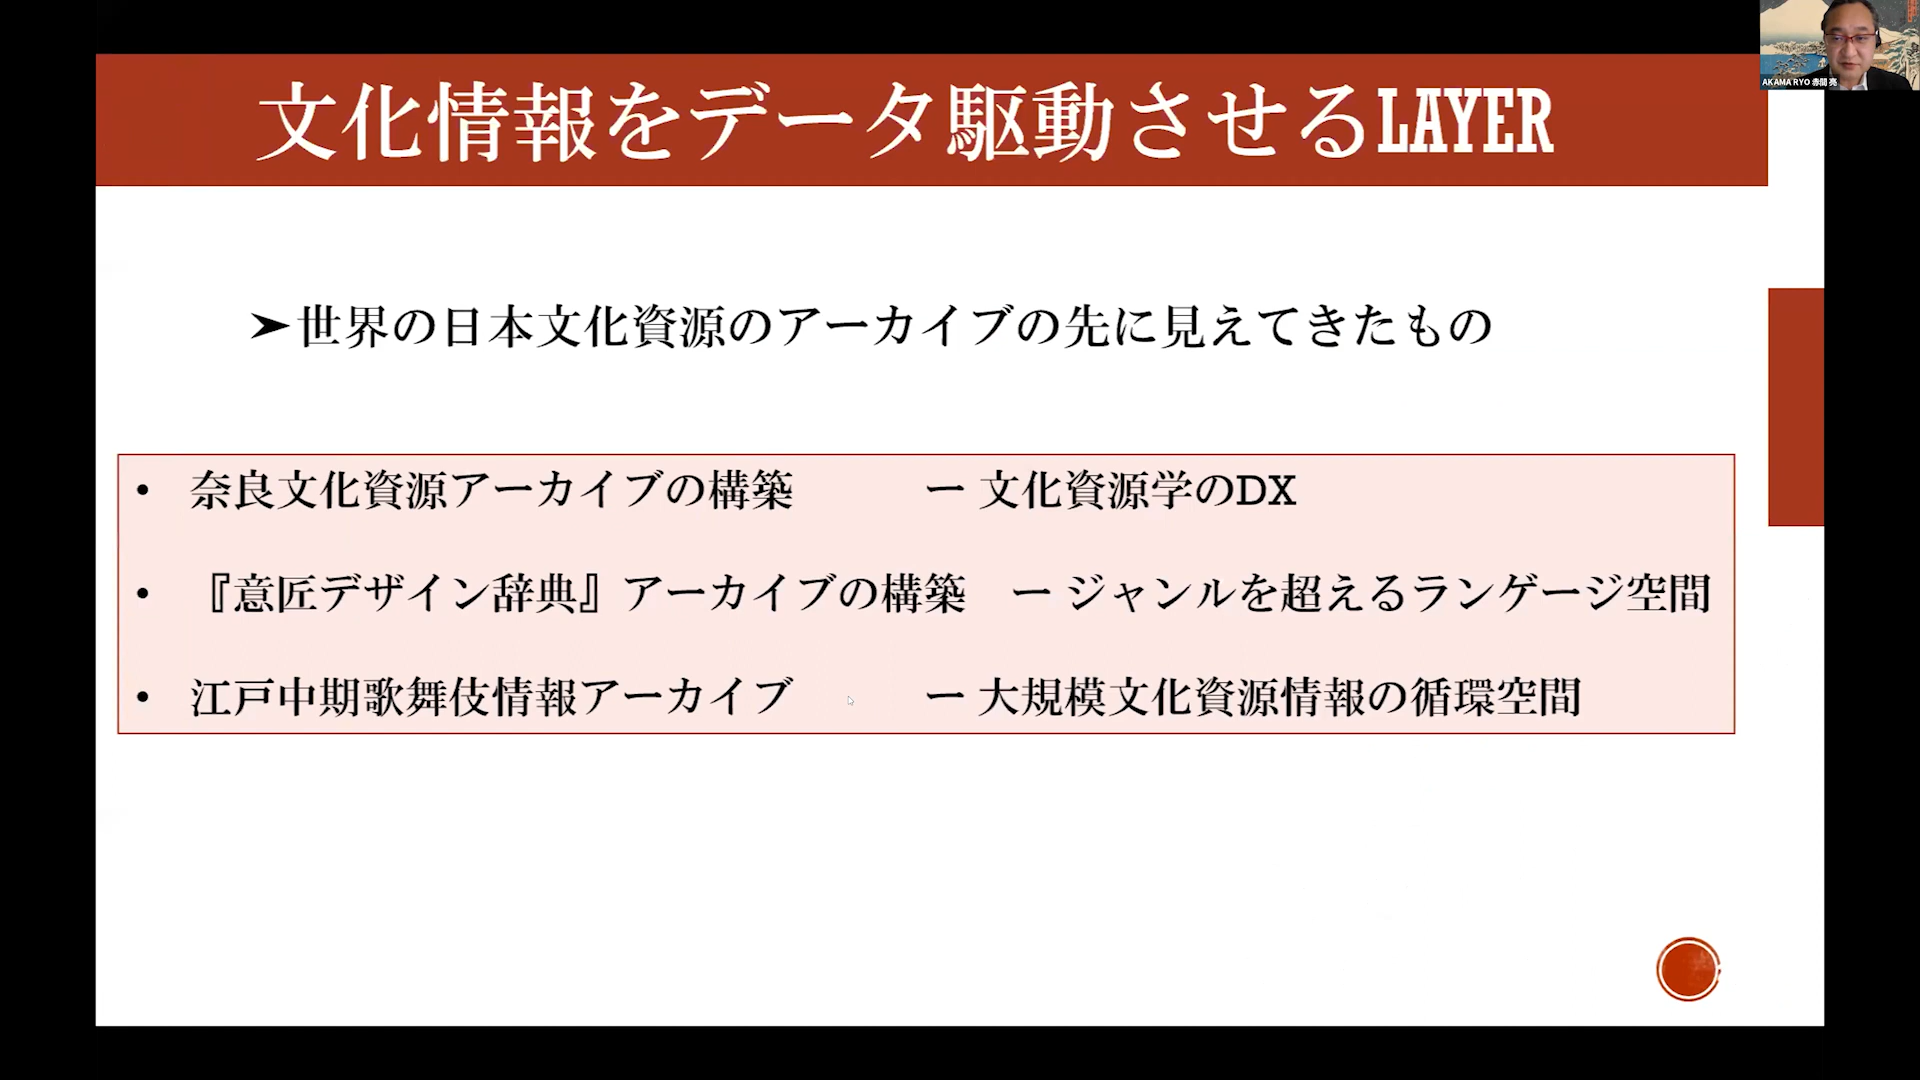 文化情報をデータ駆動させるLAYER
AKAMA RYO 赤間 亮
➤世界の日本文化資源のアーカイブの先に見えてきたもの
• 奈良文化資源アーカイブの構築 ー 文化資源学のDX
• 『意匠デザイン辞典』アーカイブの構築 ー ジャンルを超えるランゲージ空間
• 江戸中期歌舞伎情報アーカイブ ー 大規模文化資源情報の循環空間